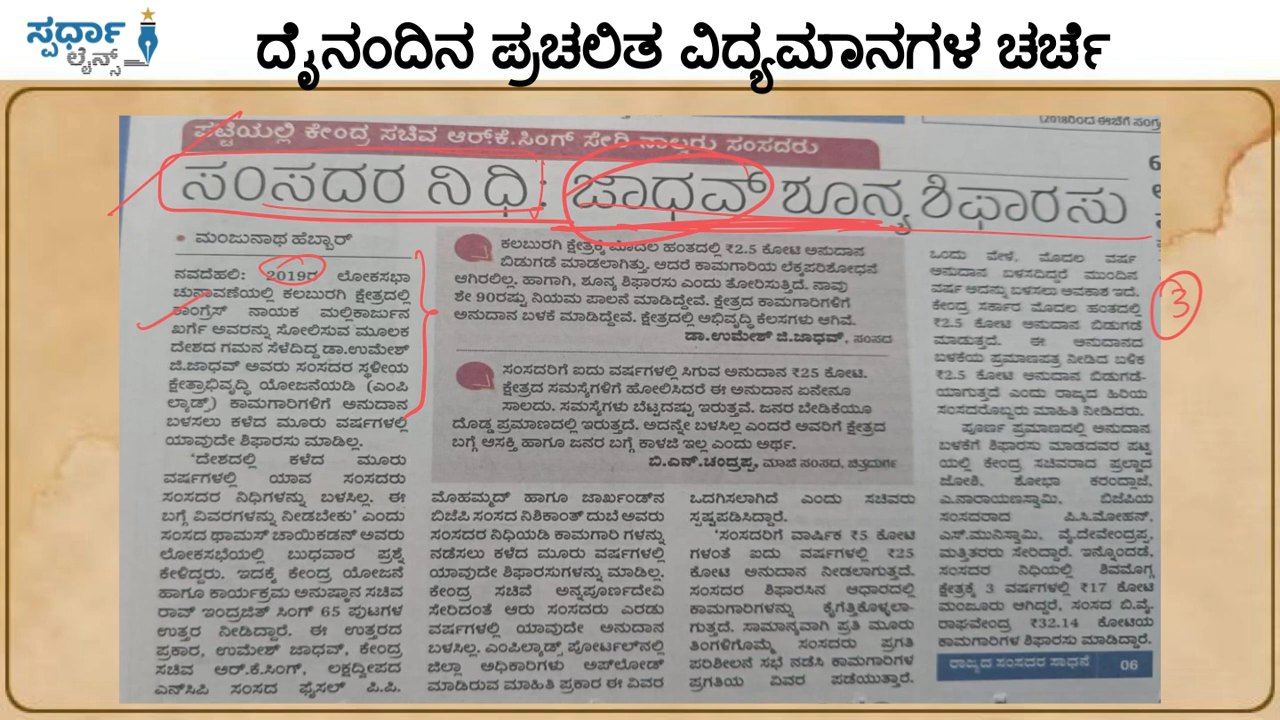 ಸ್ಪರ್ಧಾ
ಲೈನ್ಸ್
ದೈನಂದಿನ ಪ್ರಚಲಿತ ವಿದ್ಯಮಾನಗಳ ಚರ್ಚೆ
ಪಟ್ಟಿಯಲ್ಲಿ ಕೇಂದ್ರ ಸಚಿವ ಆರ್.ಕೆ.ಸಿಂಗ್ ಸೇರಿ ನಾಲ್ವರು ಸಂಸದರು
ಸಂಸದರ ನಿಧಿ: ಜಾಧವ್ ಶೂನ್ಯ ಶಿಫಾರಸು
ಮಂಜುನಾಥ ಹೆಬ್ಬಾರ್
ನವದೆಹಲಿ: 2019ರ ಲೋಕಸಭಾ
ಚುನಾವಣೆಯಲ್ಲಿ ಕಲಬುರಗಿ ಕ್ಷೇತ್ರದಲ್ಲಿ
ಕಾಂಗ್ರೆಸ್ ನಾಯಕ ಮಲ್ಲಿಕಾರ್ಜುನ
ಖರ್ಗೆ ಅವರನ್ನು ಸೋಲಿಸುವ ಮೂಲಕ
ದೇಶದ ಗಮನ ಸೆಳೆದಿದ್ದ ಡಾ.ಉಮೇಶ್
ಜಿ.ಜಾಧವ್ ಅವರು ಸಂಸದರ ಸ್ಥಳೀಯ
ಕ್ಷೇತ್ರಾಭಿವೃದ್ಧಿ ಯೋಜನೆಯಡಿ (ಎಂಪಿ
ಲ್ಯಾಡ್) ಕಾಮಗಾರಿಗಳಿಗೆ ಅನುದಾನ
ಬಳಸಲು ಕಳೆದ ಮೂರು ವರ್ಷಗಳಲ್ಲಿ
ಯಾವುದೇ ಶಿಫಾರಸು ಮಾಡಿಲ್ಲ.
'ದೇಶದಲ್ಲಿ ಕಳೆದ ಮೂರು
ವರ್ಷಗಳಲ್ಲಿ ಯಾವ ಸಂಸದರು
ಸಂಸದರ ನಿಧಿಗಳನ್ನು ಬಳಸಿಲ್ಲ. ಈ
ಬಗ್ಗೆ ವಿವರಗಳನ್ನು ನೀಡಬೇಕು' ಎಂದು
ಸಂಸದ ಥಾಮಸ್ ಚಾಯಿಕಡನ್ ಅವರು
ಲೋಕಸಭೆಯಲ್ಲಿ ಬುಧವಾರ ಪ್ರಶ್ನೆ
ಕೇಳಿದ್ದರು. ಇದಕ್ಕೆ ಕೇಂದ್ರ ಯೋಜನೆ
ಹಾಗೂ ಕಾರ್ಯಕ್ರಮ ಅನುಷ್ಠಾನ ಸಚಿವ
ರಾವ್ ಇಂದ್ರಜಿತ್ ಸಿಂಗ್ 65 ಪುಟಗಳ
ಉತ್ತರ ನೀಡಿದ್ದಾರೆ. ಈ ಉತ್ತರದ
ಪ್ರಕಾರ, ಉಮೇಶ್ ಜಾಧವ್, ಕೇಂದ್ರ
ಸಚಿವ ಆರ್.ಕೆ.ಸಿಂಗ್, ಲಕ್ಷದ್ವೀಪದ
ಎನ್‌ಸಿಪಿ ಸಂಸದ ಫೈಸಲ್ ಪಿ.ಪಿ.
ಕಲಬುರಗಿ ಕ್ಷೇತ್ರಕ್ಕೆ ಮೊದಲ ಹಂತದಲ್ಲಿ ₹2.5 ಕೋಟಿ ಅನುದಾನ
ಬಿಡುಗಡೆ ಮಾಡಲಾಗಿತ್ತು. ಆದರೆ ಕಾಮಗಾರಿಯ ಲೆಕ್ಕಪರಿಶೋಧನೆ
ಆಗಿರಲಿಲ್ಲ. ಹಾಗಾಗಿ, ಶೂನ್ಯ ಶಿಫಾರಸು ಎಂದು ತೋರಿಸುತ್ತಿದೆ. ನಾವು
ಶೇ 90ರಷ್ಟು ನಿಯಮ ಪಾಲನೆ ಮಾಡಿದ್ದೇವೆ. ಕ್ಷೇತ್ರದ ಕಾಮಗಾರಿಗಳಿಗೆ
ಅನುದಾನ ಬಳಕೆ ಮಾಡಿದ್ದೇವೆ. ಕ್ಷೇತ್ರದಲ್ಲಿ ಅಭಿವೃದ್ಧಿ ಕೆಲಸಗಳು ಆಗಿವೆ.
ಡಾ.ಉಮೇಶ್ ಜಿ.ಜಾಧವ್, ಸಂಸದ
ಸಂಸದರಿಗೆ ಐದು ವರ್ಷಗಳಲ್ಲಿ ಸಿಗುವ ಅನುದಾನ ₹25 ಕೋಟಿ.
ಕ್ಷೇತ್ರದ ಸಮಸ್ಯೆಗಳಿಗೆ ಹೋಲಿಸಿದರೆ ಈ ಅನುದಾನ ಏನೇನೂ
ಸಾಲದು. ಸಮಸ್ಯೆಗಳು ಬೆಟ್ಟದಷ್ಟು ಇರುತ್ತವೆ. ಜನರ ಬೇಡಿಕೆಯೂ
ದೊಡ್ಡ ಪ್ರಮಾಣದಲ್ಲಿ ಇರುತ್ತದೆ. ಅದನ್ನೇ ಬಳಸಿಲ್ಲ ಎಂದರೆ ಅವರಿಗೆ ಕ್ಷೇತ್ರದ
ಬಗ್ಗೆ ಆಸಕ್ತಿ ಹಾಗೂ ಜನರ ಬಗ್ಗೆ ಕಾಳಜಿ ಇಲ್ಲ ಎಂದು ಅರ್ಥ.
ಬಿ.ಎನ್.ಚಂದ್ರಪ್ಪ, ಮಾಜಿ ಸಂಸದ, ಚಿತ್ರದುರ್ಗ
ಮೊಹಮ್ಮದ್ ಹಾಗೂ ಜಾರ್ಖಂಡ್‌ನ
ಬಿಜೆಪಿ ಸಂಸದ ನಿಶಿಕಾಂತ್ ದುಬೆ ಅವರು
ಸಂಸದರ ನಿಧಿಯಡಿ ಕಾಮಗಾರಿ ಗಳನ್ನು
ನಡೆಸಲು ಕಳೆದ ಮೂರು ವರ್ಷಗಳಲ್ಲಿ
ಯಾವುದೇ ಶಿಫಾರಸುಗಳನ್ನು ಮಾಡಿಲ್ಲ.
ಕೇಂದ್ರ ಸಚಿವೆ ಅನ್ನಪೂರ್ಣದೇವಿ
ಸೇರಿದಂತೆ ಆರು ಸಂಸದರು ಎರಡು
ವರ್ಷಗಳಲ್ಲಿ ಯಾವುದೇ ಅನುದಾನ
ಬಳಸಿಲ್ಲ. ಎಂಪಿಲ್ಯಾಡ್ಸ್ ಪೋರ್ಟಲ್‌ನಲ್ಲಿ
ಜಿಲ್ಲಾ ಅಧಿಕಾರಿಗಳು ಅಪ್‌ಲೋಡ್
ಮಾಡಿರುವ ಮಾಹಿತಿ ಪ್ರಕಾರ ಈ ವಿವರ
ಒದಗಿಸಲಾಗಿದೆ ಎಂದು ಸಚಿವರು
ಸ್ಪಷ್ಟಪಡಿಸಿದ್ದಾರೆ.
'ಸಂಸದರಿಗೆ ವಾರ್ಷಿಕ ₹5 ಕೋಟಿ
ಗಳಂತೆ ಐದು ವರ್ಷಗಳಲ್ಲಿ ₹25
ಕೋಟಿ ಅನುದಾನ ನೀಡಲಾಗುತ್ತದೆ.
ಸಂಸದರ ಶಿಫಾರಸಿನ ಆಧಾರದಲ್ಲಿ
ಕಾಮಗಾರಿಗಳನ್ನು ಕೈಗೆತ್ತಿಕೊಳ್ಳಲಾ-
ಗುತ್ತದೆ. ಸಾಮಾನ್ಯವಾಗಿ ಪ್ರತಿ ಮೂರು
ತಿಂಗಳಿಗೊಮ್ಮೆ ಸಂಸದರು ಪ್ರಗತಿ
ಪರಿಶೀಲನೆ ಸಭೆ ನಡೆಸಿ ಕಾಮಗಾರಿಗಳ
ಪ್ರಗತಿಯ ವಿವರ ಪಡೆಯುತ್ತಾರೆ.
ಒಂದು ವೇಳೆ, ಮೊದಲ ವರ್ಷ
ಅನುದಾನ ಬಳಸದಿದ್ದರೆ ಮುಂದಿನ
ವರ್ಷ ಅದನ್ನು ಬಳಸಲು ಅವಕಾಶ ಇದೆ.
ಕೇಂದ್ರ ಸರ್ಕಾರ ಮೊದಲ ಹಂತದಲ್ಲಿ
₹2.5 ಕೋಟಿ ಅನುದಾನ ಬಿಡುಗಡೆ
ಮಾಡುತ್ತದೆ. ಈ ಅನುದಾನದ
ಬಳಕೆಯ ಪ್ರಮಾಣಪತ್ರ ನೀಡಿದ ಬಳಿಕ
₹2.5 ಕೋಟಿ ಅನುದಾನ ಬಿಡುಗಡೆ-
ಯಾಗುತ್ತದೆ ಎಂದು ರಾಜ್ಯದ ಹಿರಿಯ
ಸಂಸದರೊಬ್ಬರು ಮಾಹಿತಿ ನೀಡಿದರು.
ಪೂರ್ಣ ಪ್ರಮಾಣದಲ್ಲಿ ಅನುದಾನ
ಬಳಕೆಗೆ ಶಿಫಾರಸು ಮಾಡದವರ ಪಟ್ಟಿ
ಯಲ್ಲಿ ಕೇಂದ್ರ ಸಚಿವರಾದ ಪ್ರಲ್ಹಾದ
ಜೋಶಿ, ಶೋಭಾ ಕರಂದ್ಲಾಜೆ,
ಎ.ನಾರಾಯಣಸ್ವಾಮಿ, ಬಿಜೆಪಿಯ
ಸಂಸದರಾದ ಪಿ.ಸಿ.ಮೋಹನ್,
ಎಸ್.ಮುನಿಸ್ವಾಮಿ, ವೈ.ದೇವೇಂದ್ರಪ್ಪ,
ಮತ್ತಿತರರು ಸೇರಿದ್ದಾರೆ. ಇನ್ನೊಂದಡೆ,
ಸಂಸದರ ನಿಧಿಯಲ್ಲಿ ಶಿವಮೊಗ್ಗ
ಕ್ಷೇತ್ರಕ್ಕೆ 3 ವರ್ಷಗಳಲ್ಲಿ ₹17 ಕೋಟಿ
ಮಂಜೂರು ಆಗಿದ್ದರೆ, ಸಂಸದ ಬಿ.ವೈ.
ರಾಘವೇಂದ್ರ ₹32.14 ಕೋಟಿಯ
ಕಾಮಗಾರಿಗಳ ಶಿಫಾರಸು ಮಾಡಿದ್ದಾರೆ.
ರಾಜ್ಯದ ಸಂಸದರ ಸಾಧನೆ 06
3